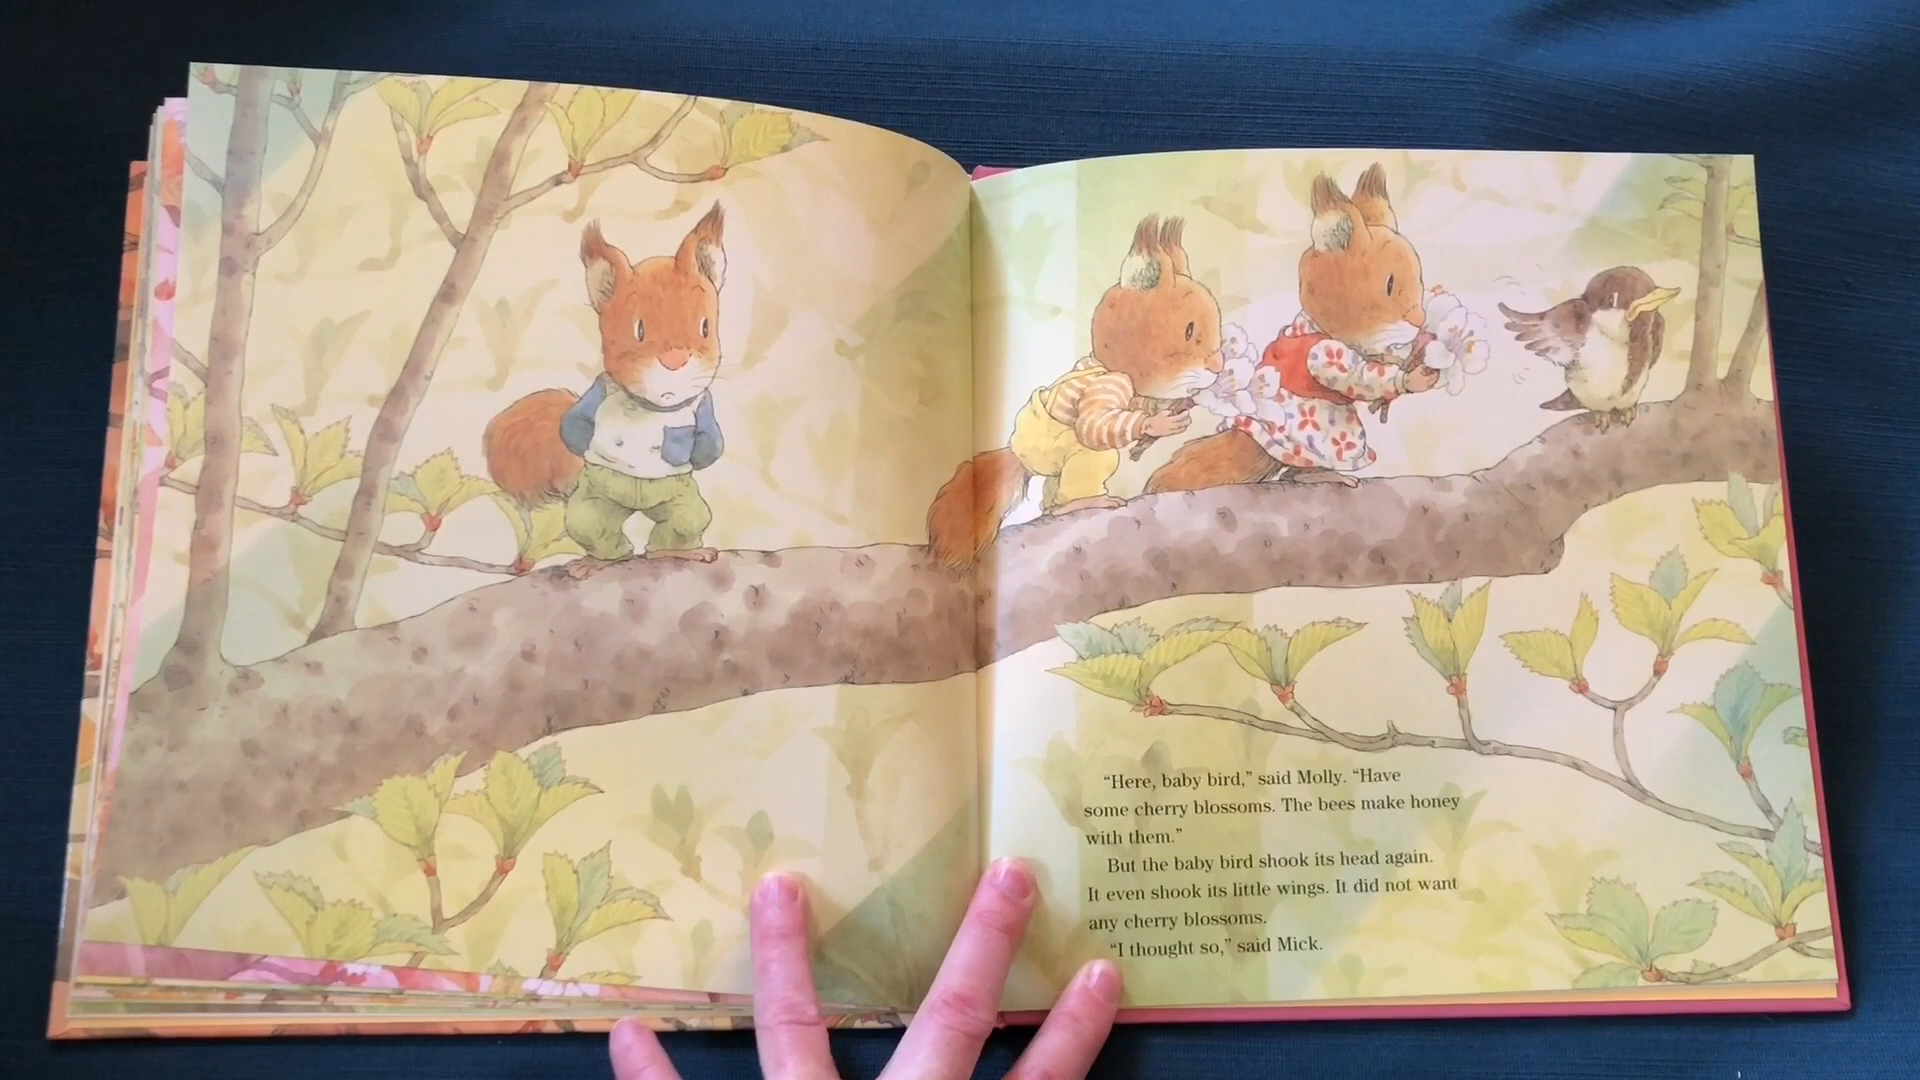 “Here, baby bird,” said Molly. “Have
some cherry blossoms. The bees make honey
with them.”
But the baby bird shook its head again.
It even shook its little wings. It did not want
any cherry blossoms.
“I thought so,” said Mick.